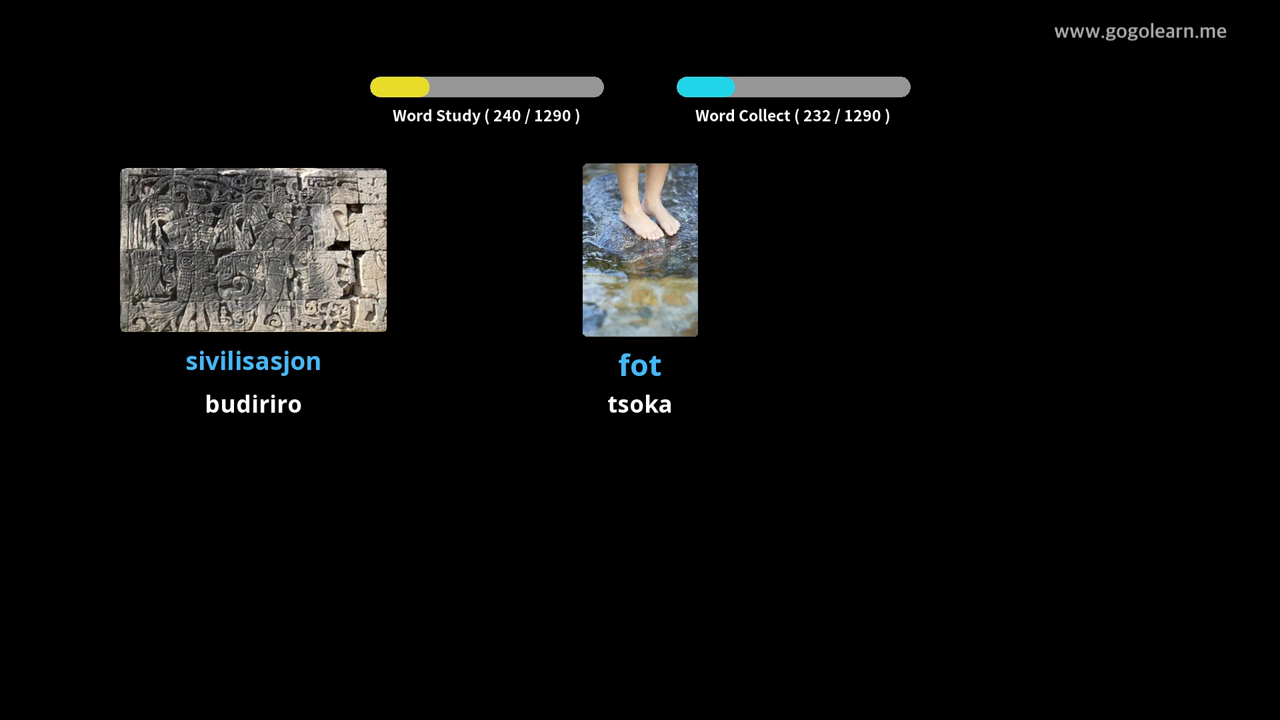 www.gogolearn.me
Word Study ( 240 / 1290 )
Word Collect ( 232 / 1290 )
sivilisasjon
budiriro
fot
tsoka